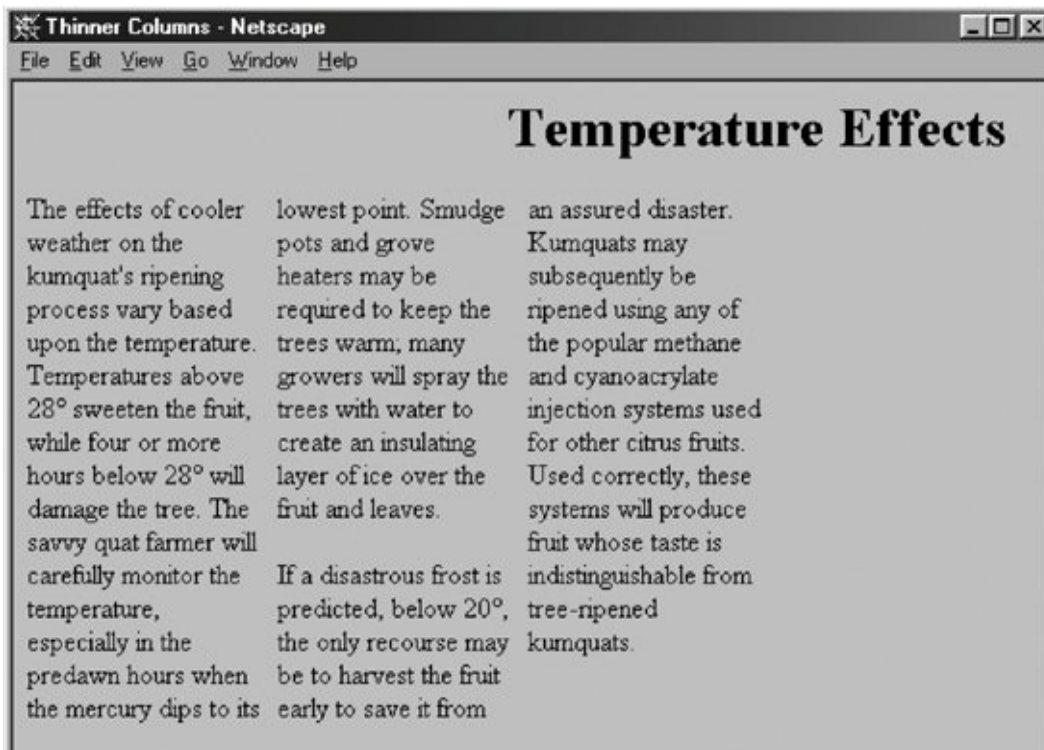 Thinner Columns - Netscape
File Edit View Go Window Help
Temperature Effects
The effects of cooler
weather on the
kumquat's ripening
process vary based
upon the temperature.
Temperatures above
28° sweeten the fruit,
while four or more
hours below 28° will
damage the tree. The
savvy quat farmer will
carefully monitor the
temperature,
especially in the
predawn hours when
the mercury dips to its
lowest point. Smudge
pots and grove
heaters may be
required to keep the
trees warm; many
growers will spray the
trees with water to
create an insulating
layer of ice over the
fruit and leaves.
If a disastrous frost is
predicted, below 20°,
the only recourse may
be to harvest the fruit
early to save it from
an assured disaster.
Kumquats may
subsequently be
ripened using any of
the popular methane
and cyanoacrylate
injection systems used
for other citrus fruits.
Used correctly, these
systems will produce
fruit whose taste is
indistinguishable from
tree-ripened
kumquats.